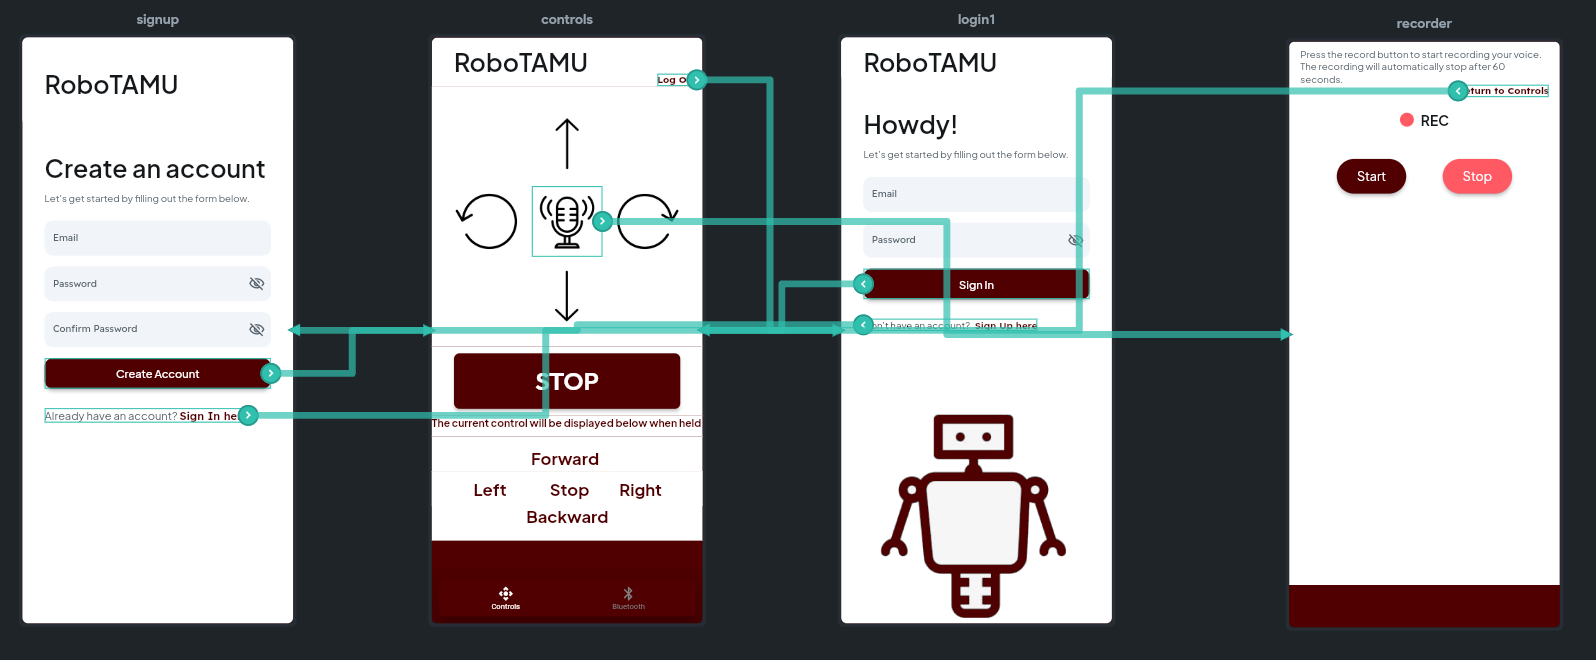 signup
RoboTAMU
Create an account
Let's get started by filling out the form below.
Email
Password
Confirm Password
Create Account
Already have an account? Sign In
controls
RoboTAMU
Log
STOP
The current control will be displayed below when held
Forward
Left Stop Right
Backward
Controls Bluetooth
login1
RoboTAMU
Howdy!
Let's get started by filling out the form below.
Email
Password
Sign In
have an account? Sign Up here
recorder
Press the record button to start recording your voice.
The recording will automatically stop after 60
seconds.
to Controls
REC
Start Stop